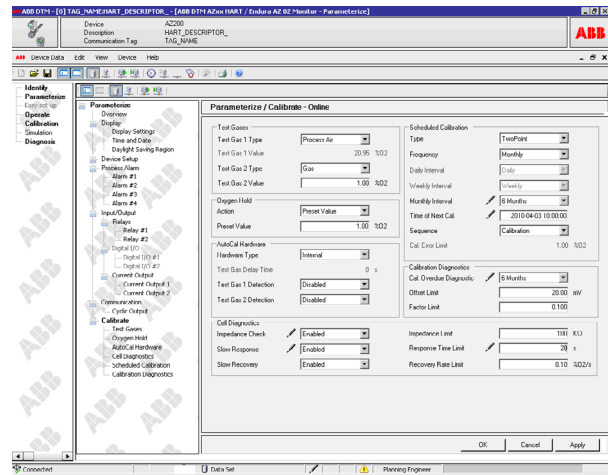 ABB DTM - [0] TAG_NAME:HART_DESCRIPTOR_ - [ABB DTM AZxx HART / Endura AZ 02 Monitor - Parameterize]
Device AZ200
Description HART_DESCRIPTOR_
Communication Tag TAG_NAME
ABB
ABB Device Data Edit View Device Help
Identify
Parameterize
Easy set up
Operate
Calibration
Simulation
Diagnosis
Parameterize
Overview
Display
Display Settings
Time and Date
Daylight Saving Region
Device Setup
Process Alarm
Alarm #1
Alarm #2
Alarm #3
Alarm #4
Input/Output
Relays
Relay #1
Relay #2
Digital I/O
Digital I/O #1
Digital I/O #2
Current Output
Current Output 1
Current Output 2
Communication
Cyclic Output
Calibrate
Test Gases
Oxygen Hold
AutoCal Hardware
Cell Diagnostics
Scheduled Calibration
Calibration Diagnostics
Parameterize / Calibrate - Online
Test Gases
Test Gas 1 Type Process Air
Test Gas 1 Value 20.95 %O2
Test Gas 2 Type Gas
Test Gas 2 Value 1.00 %O2
Oxygen Hold
Action Preset Value
Preset Value 1.00 %O2
AutoCal Hardware
Hardware Type Internal
Test Gas Delay Time 0 s
Test Gas 1 Detection Disabled
Test Gas 2 Detection Disabled
Scheduled Calibration
Type TwoPoint
Frequency Monthly
Daily Interval Daily
Weekly Interval Weekly
Monthly Interval 6 Months
Time of Next Cal. 2010-04-03 10:00:00
Sequence Calibration
Cal. Error Limit 1.00 %O2
Calibration Diagnostics
Cal. Overdue Diagnostic 6 Months
Offset Limit 20.00 mV
Factor Limit 0.100
Cell Diagnostics
Impedance Check Enabled Impedance Limit 100 KΩ
Slow Response Enabled Response Time Limit 20 s
Slow Recovery Enabled Recovery Rate Limit 0.10 %O2/s
OK Cancel Apply
Connected Data Set Planning Engineer